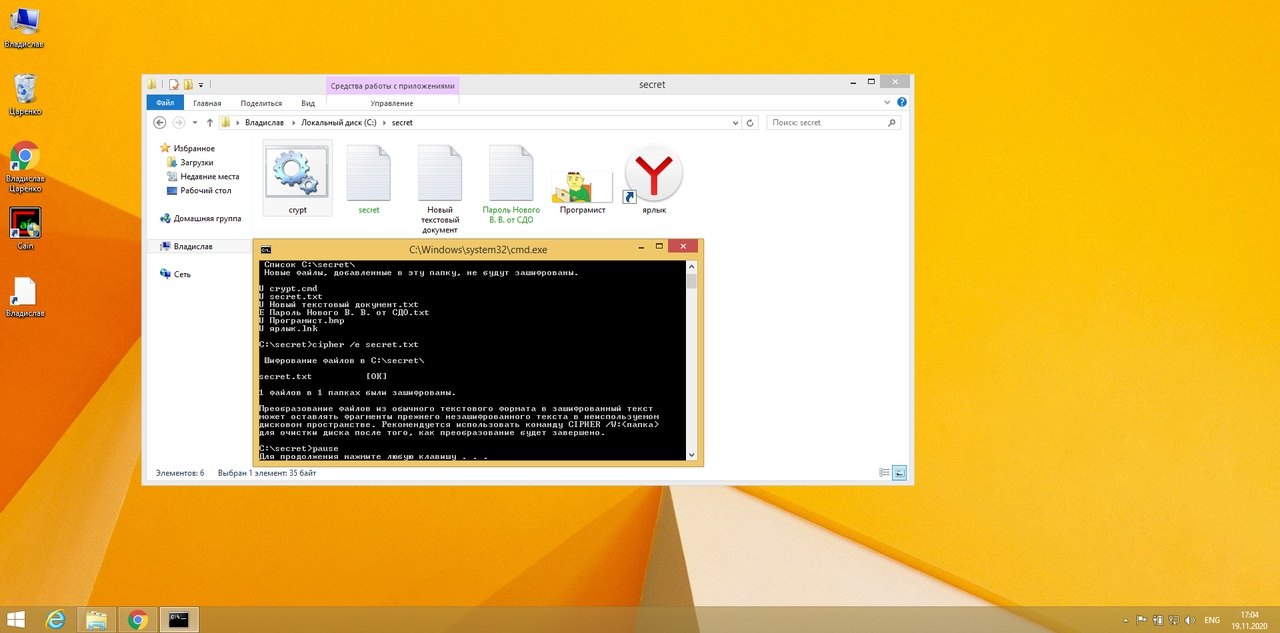 Владислав
Царенко
Владислав
Царенко
Cain
Владислав
Средства работы с приложениями
secret
Файл
Главная
Поделиться
Вид
Управление
Владислав
Локальный диск (C:)
secret
Поиск: secret
Избранное
Загрузки
Недавние места
Рабочий стол
Домашняя группа
Владислав
Сеть
crypt
secret
Новый
текстовый
документ
Пароль Нового
В. В. от СДО
Програмист
ярлык
C:\Windows\system32\cmd.exe
Список C:\secret\
Новые файлы, добавленные в эту папку, не будут зашифрованы.
U crypt.cmd
U secret.txt
U Новый текстовый документ.txt
E Пароль Нового В. В. от СДО.txt
U Програмист.bmp
U ярлык.lnk
C:\secret>cipher /e secret.txt
Шифрование файлов в C:\secret\
secret.txt [OK]
1 файлов в 1 папках были зашифрованы.
Преобразование файлов из обычного текстового формата в зашифрованный текст
может оставлять фрагменты прежнего незашифрованного текста в неиспользуемом
дисковом пространстве. Рекомендуется использовать команду CIPHER /W:<папка>
для очистки диска после того, как преобразование будет завершено.
C:\secret>pause
Для продолжения нажмите любую клавишу . . .
Элементов: 6
Выбран 1 элемент: 35 байт
ENG
17:04
19.11.2020